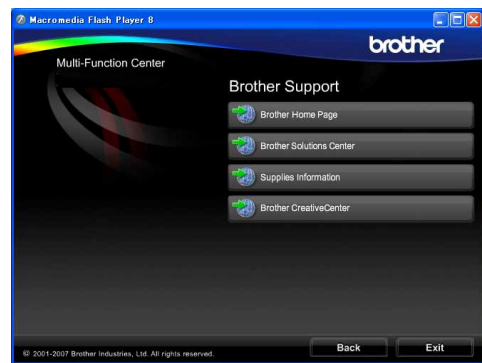 Macromedia Flash Player 8
brother
Multi-Function Center
Brother Support
Brother Home Page
Brother Solutions Center
Supplies Information
Brother CreativeCenter
© 2001-2007 Brother Industries, Ltd. All rights reserved.
Back
Exit